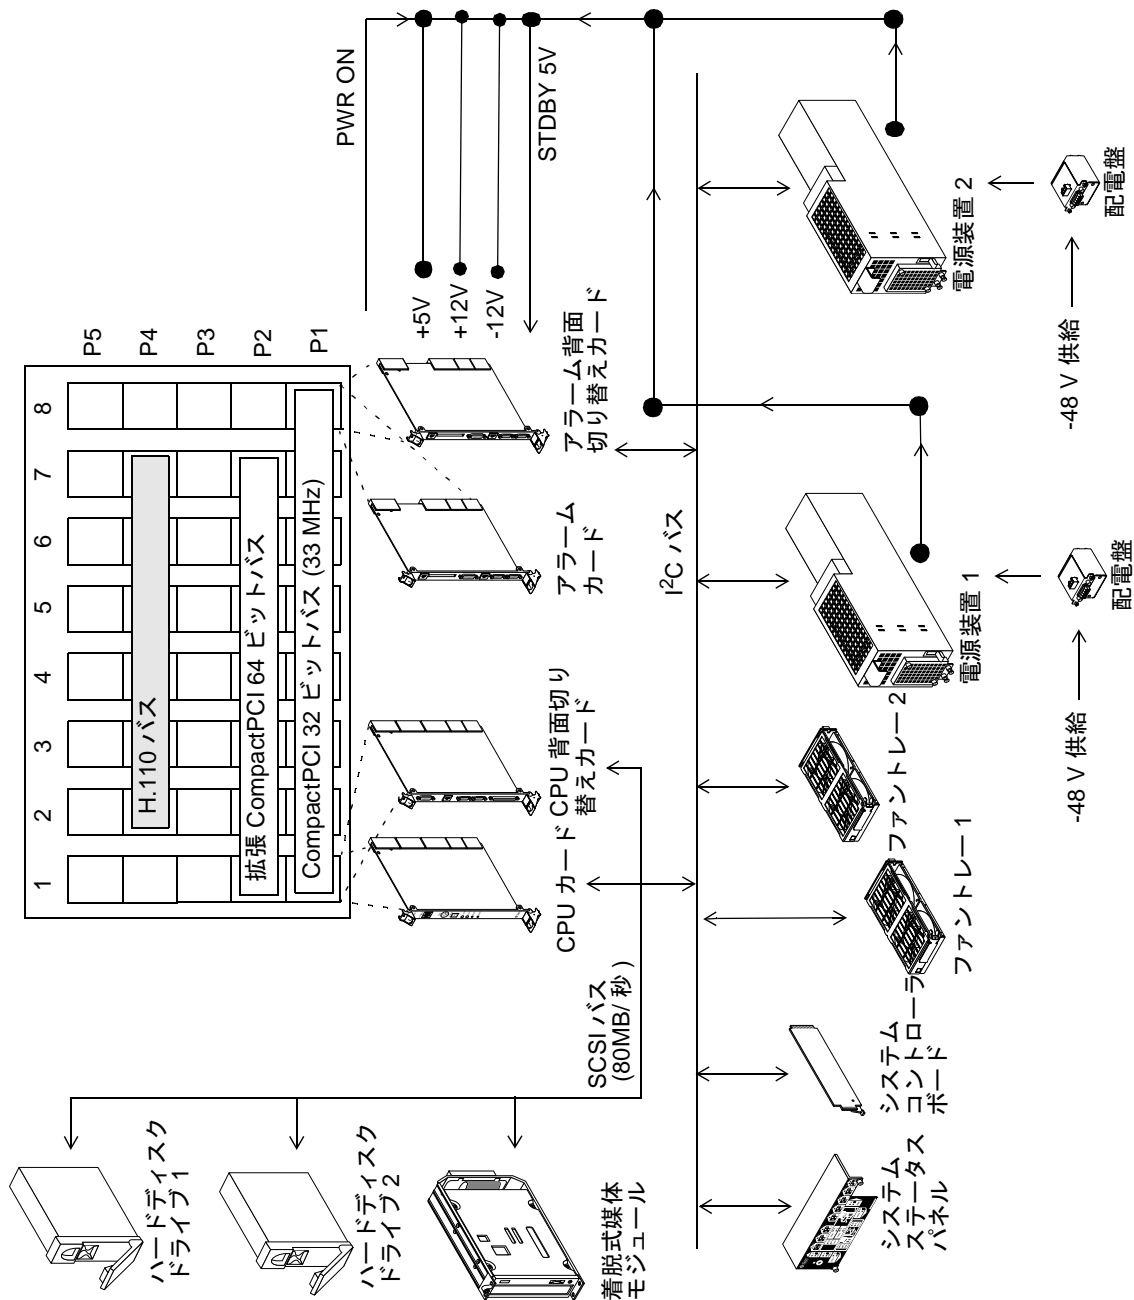 1
2
3
4
5
6
7
8
P5
P4
P3
P2
P1
H.110 バス
拡張 CompactPCI 64 ビットバス
CompactPCI 32 ビットバス (33 MHz)
PWR ON
+5V
+12V
-12V
STDBY 5V
CPU カード
CPU 背面切り
替えカード
アラーム
カード
アラーム背面
切り替えカード
ハードディスク
ドライブ 1
ハードディスク
ドライブ 2
着脱式媒体
モジュール
SCSI バス
(80MB/ 秒 )
I²C バス
システム
ステータス
パネル
システム
コントローラ
ボード
ファントレー 1
ファントレー 2
電源装置 1
電源装置 2
-48 V 供給
配電盤
-48 V 供給
配電盤